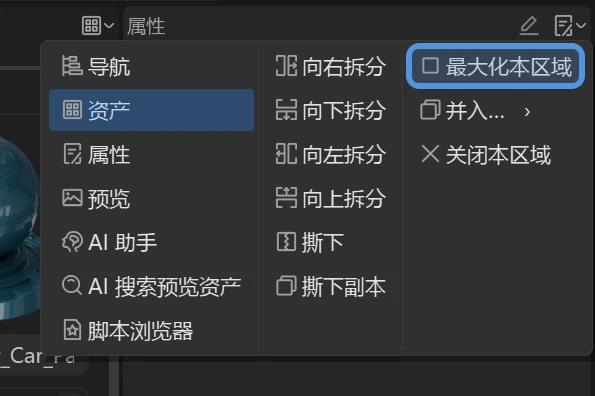 属性
导航
资产
属性
预览
AI 助手
AI 搜索预览资产
脚本浏览器
向右拆分
向下拆分
向左拆分
向上拆分
撕下
撕下副本
最大化本区域
并入... ›
关闭本区域
_Car_Pa